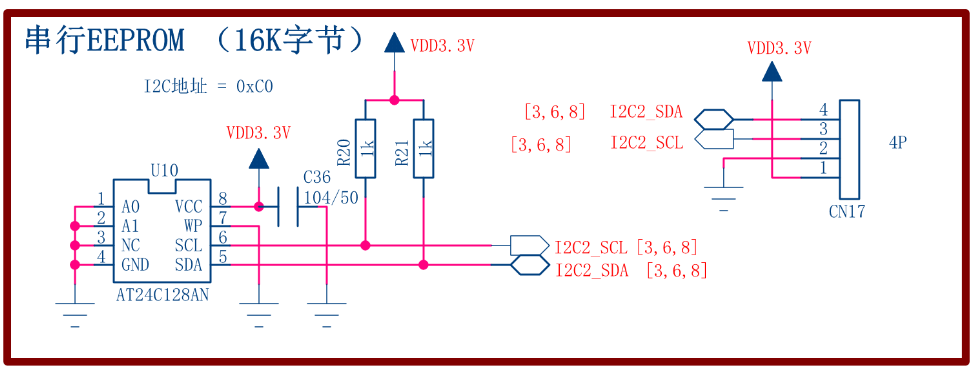 串行EEPROM （16K字节）
VDD3.3V
VDD3.3V
I2C地址 = 0xC0
[3,6,8] I2C2_SDA 4
[3,6,8] I2C2_SCL 3
2
1
4P
CN17
VDD3.3V
R20
1k
R21
1k
U10
C36
104/50
1 A0 VCC 8
2 A1 WP 7
3 NC SCL 6
4 GND SDA 5
I2C2_SCL [3,6,8]
I2C2_SDA [3,6,8]
AT24C128AN